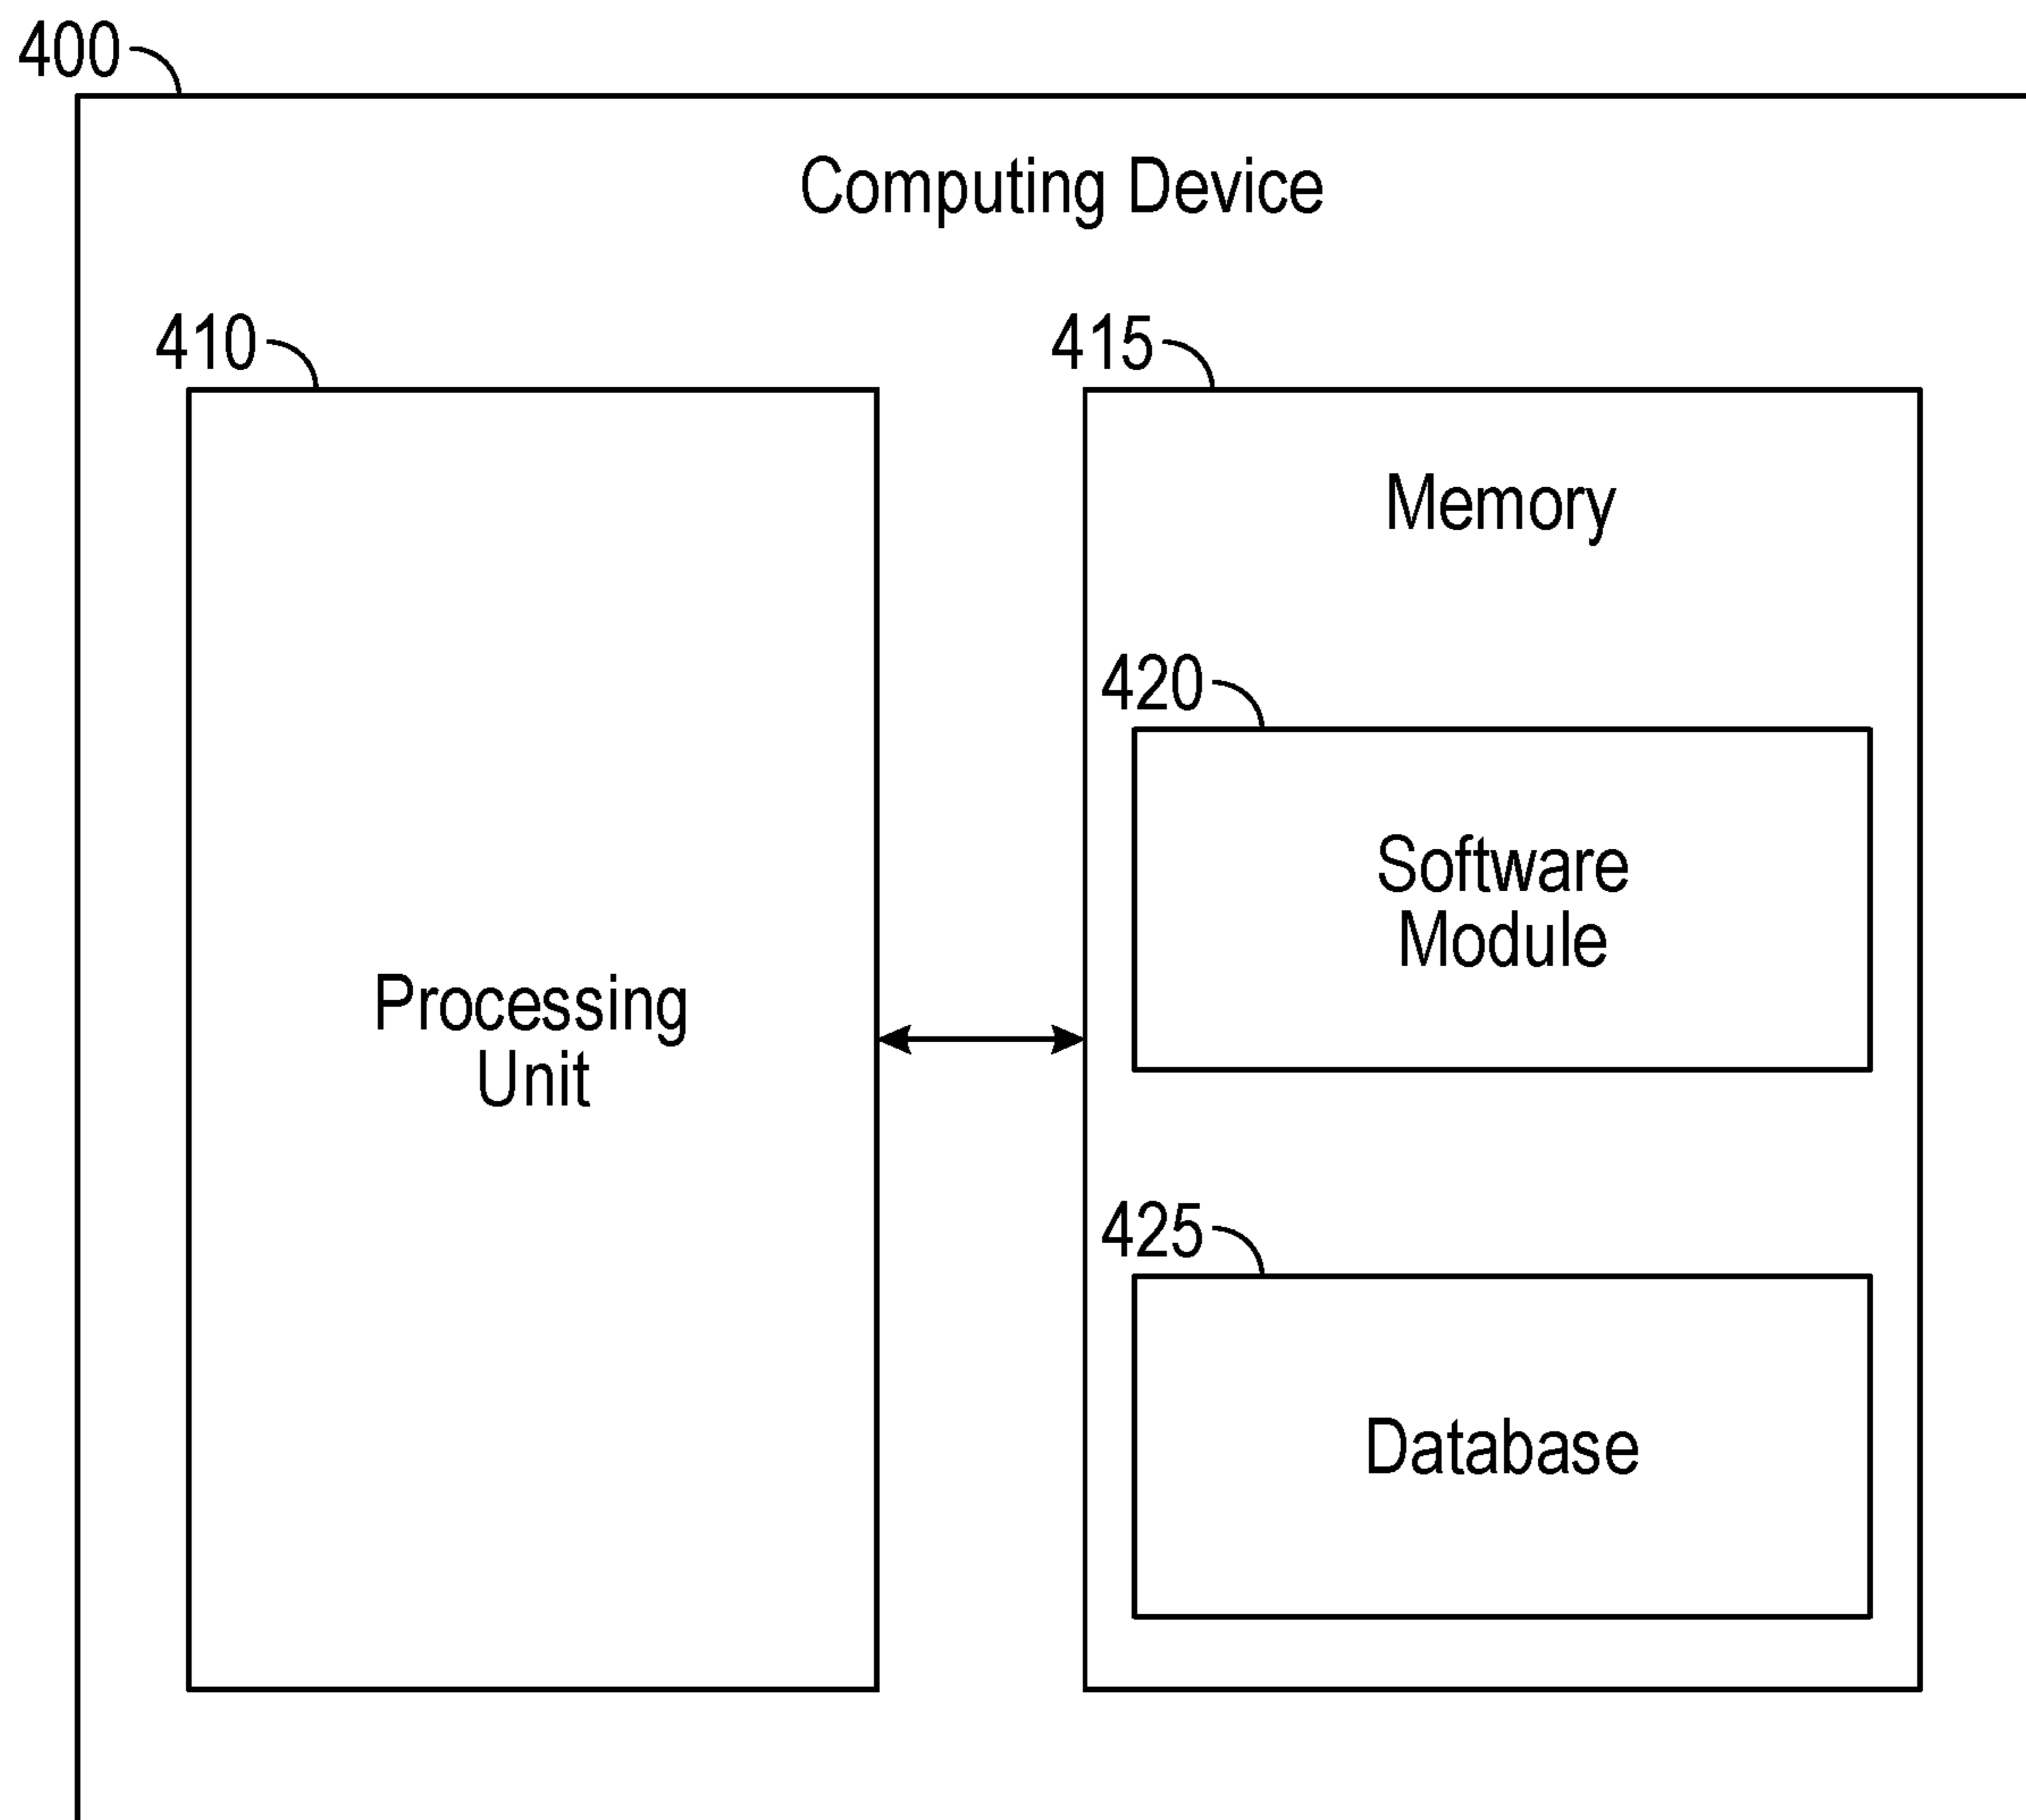 400
Computing Device
410
415
Memory
420
Software
Module
Processing
Unit
425
Database